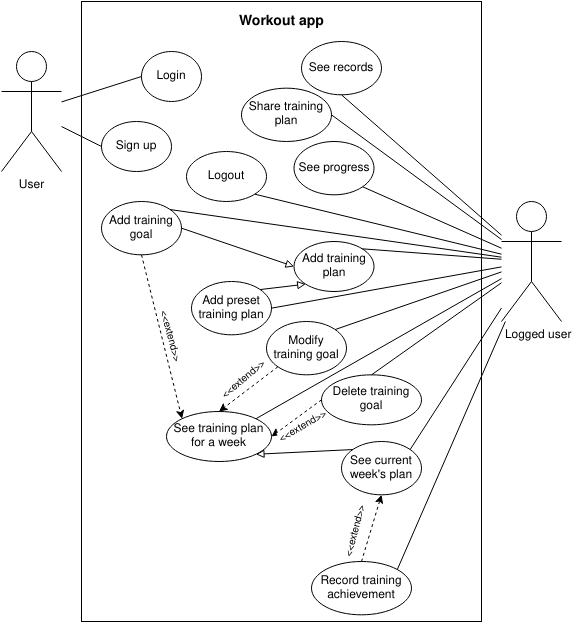 Workout app
See records
Login
Share training
plan
Sign up
See progress
User
Logout
Add training
goal
Add training
plan
Add preset
training plan
Logged user
<<extend>>
Modify
training goal
<<extend>>
Delete training
goal
See training plan
for a week
<<extend>>
See current
week's plan
<<extend>>
Record training
achievement